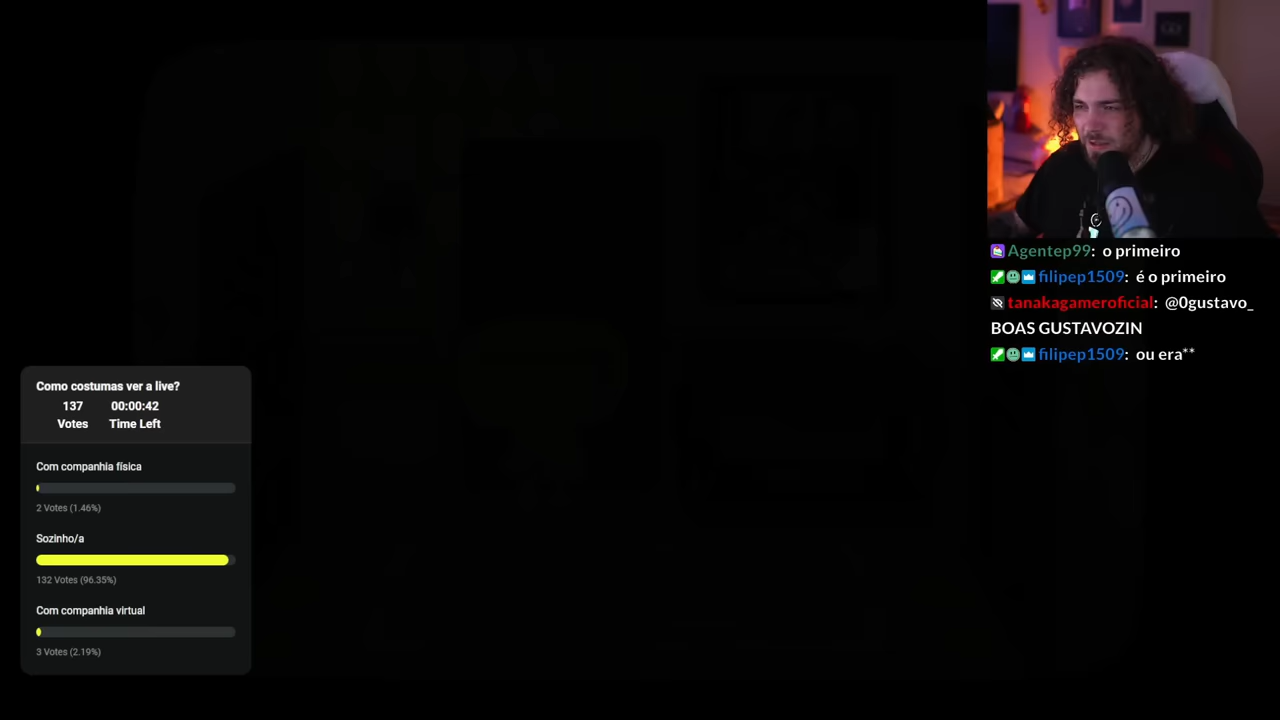 Agentep99: o primeiro
filipep1509: é o primeiro
tanakagameroficial: @0gustavo_
BOAS GUSTAVOZIN
filipep1509: ou era**
Como costumas ver a live?
137 00:00:42
Votes Time Left
Com companhia física
2 Votes (1.46%)
Sozinho/a
132 Votes (96.35%)
Com companhia virtual
3 Votes (2.19%)